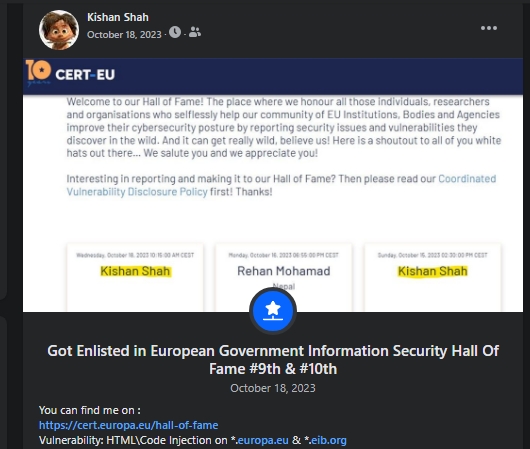 Kishan Shah
October 18, 2023
10
years
CERT-EU
Welcome to our Hall of Fame! The place where we honour all those individuals, researchers
and organisations who selflessly help our community of EU Institutions, Bodies and Agencies
improve their cybersecurity posture by reporting security issues and vulnerabilities they
discover in the wild. And it can get really wild, believe us! Here is a shoutout to all of you white
hats out there... We salute you and we appreciate you!
Interesting in reporting and making it to our Hall of Fame? Then please read our Coordinated
Vulnerability Disclosure Policy first! Thanks!
Wednesday, October 18, 2023 10:15:00 AM CEST
Kishan Shah
Monday, October 16, 2023 06:55:00 PM CEST
Rehan Mohamad
Nepal
Sunday, October 15, 2023 02:30:00 PM CEST
Kishan Shah
Got Enlisted in European Government Information Security Hall Of
Fame #9th & #10th
October 18, 2023
You can find me on :
https://cert.europa.eu/hall-of-fame
Vulnerability: HTML\Code Injection on *.europa.eu & *.eib.org